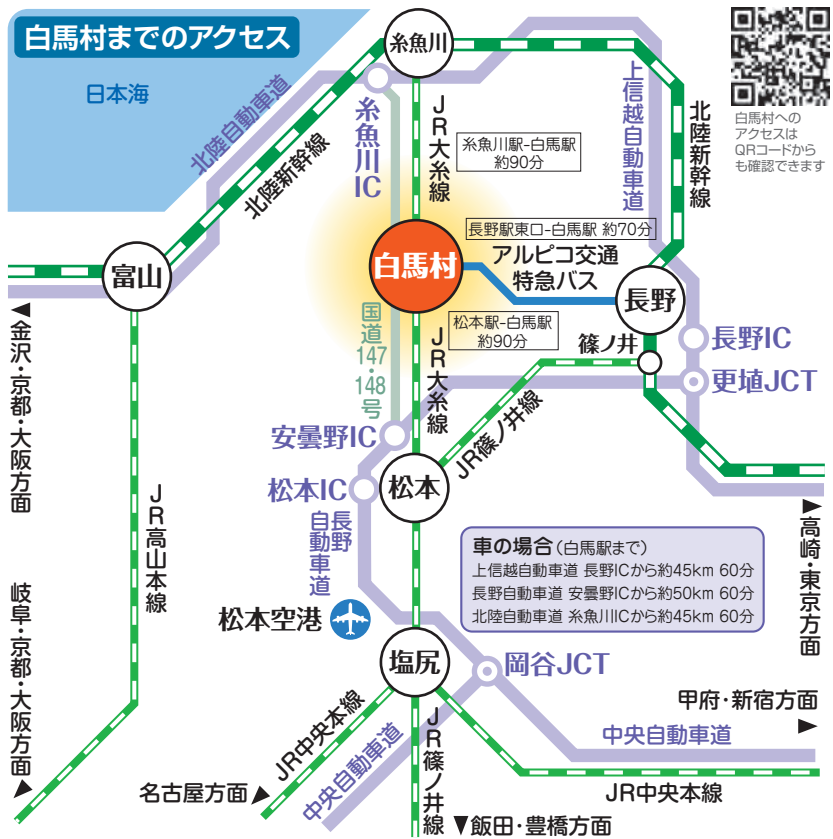 白馬村までのアクセス
日本海
糸魚川
白馬村への
アクセスは
QRコードから
も確認できます
北陸自動車道
北陸新幹線
糸魚川IC
JR大糸線
上信越自動車道
北陸新幹線
糸魚川駅-白馬駅
約90分
長野駅東口-白馬駅 約70分
白馬村
アルピコ交通
特急バス
富山
長野
松本駅-白馬駅
約90分
国道147・148号
JR大糸線
篠ノ井
長野IC
更埴JCT
◀金沢・京都・大阪方面
安曇野IC
JR篠ノ井線
松本IC
松本
長野
自動車道
JR高山本線
▶高崎・東京方面
車の場合(白馬駅まで)
上信越自動車道 長野ICから約45km 60分
長野自動車道 安曇野ICから約50km 60分
北陸自動車道 糸魚川ICから約45km 60分
岐阜・京都・大阪方面
松本空港
塩尻
岡谷JCT
甲府・新宿方面
中央自動車道
JR中央本線
名古屋方面
JR中央本線
中央自動車道
JR篠ノ井線
▼飯田・豊橋方面